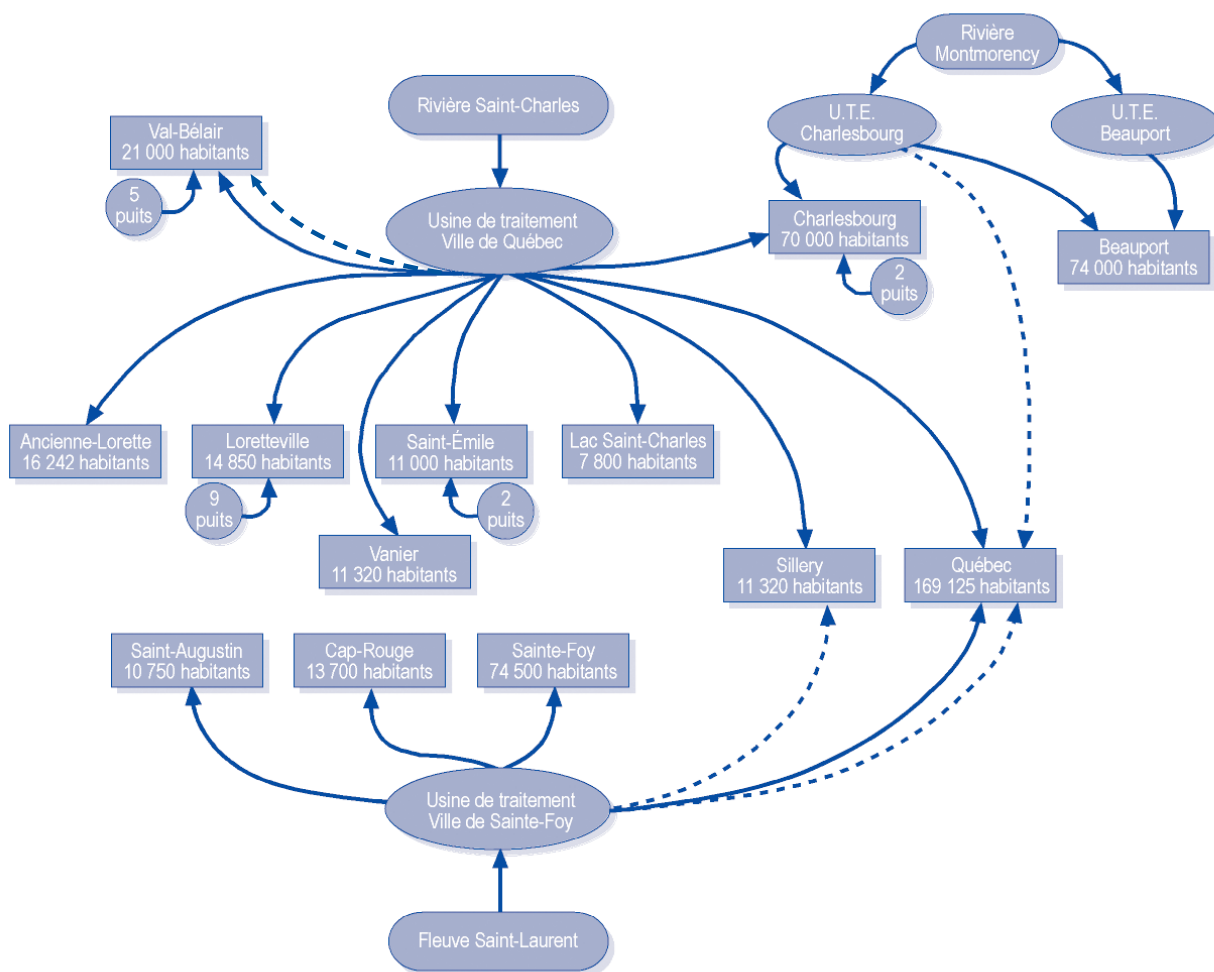 Rivière
Montmorency
Rivière Saint-Charles
U.T.E.
Charlesbourg
U.T.E.
Beauport
Val-Bélair
21 000 habitants
5
puits
Usine de traitement
Ville de Québec
Charlesbourg
70 000 habitants
2
puits
Beauport
74 000 habitants
Ancienne-Lorette
16 242 habitants
Loretteville
14 850 habitants
Saint-Émile
11 000 habitants
Lac Saint-Charles
7 800 habitants
9
puits
2
puits
Vanier
11 320 habitants
Sillery
11 320 habitants
Québec
169 125 habitants
Saint-Augustin
10 750 habitants
Cap-Rouge
13 700 habitants
Sainte-Foy
74 500 habitants
Usine de traitement
Ville de Sainte-Foy
Fleuve Saint-Laurent